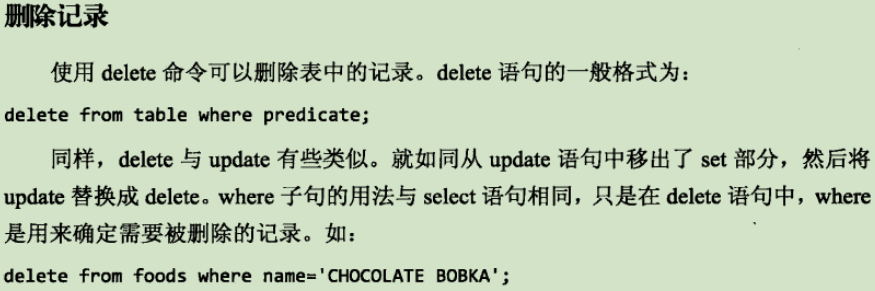 删除记录
使用 delete 命令可以删除表中的记录。delete 语句的一般格式为：
delete from table where predicate;
同样，delete 与 update 有些类似。就如同从 update 语句中移出了 set 部分，然后将
update 替换成 delete。where 子句的用法与 select 语句相同，只是在 delete 语句中，where
是用来确定需要被删除的记录。如：
delete from foods where name='CHOCOLATE BOBKA';